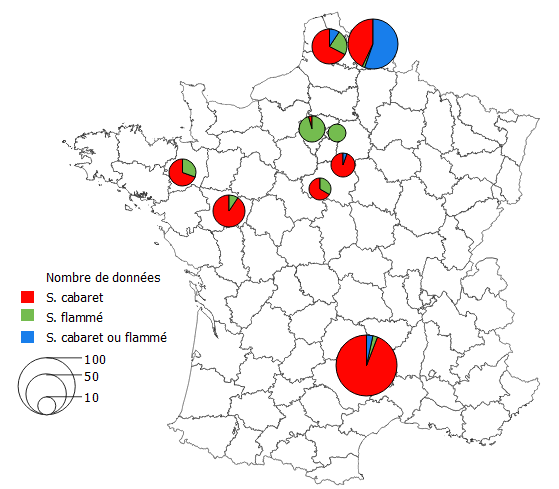 Nombre de données
S. cabaret
S. flammé
S. cabaret ou flammé
100
50
10